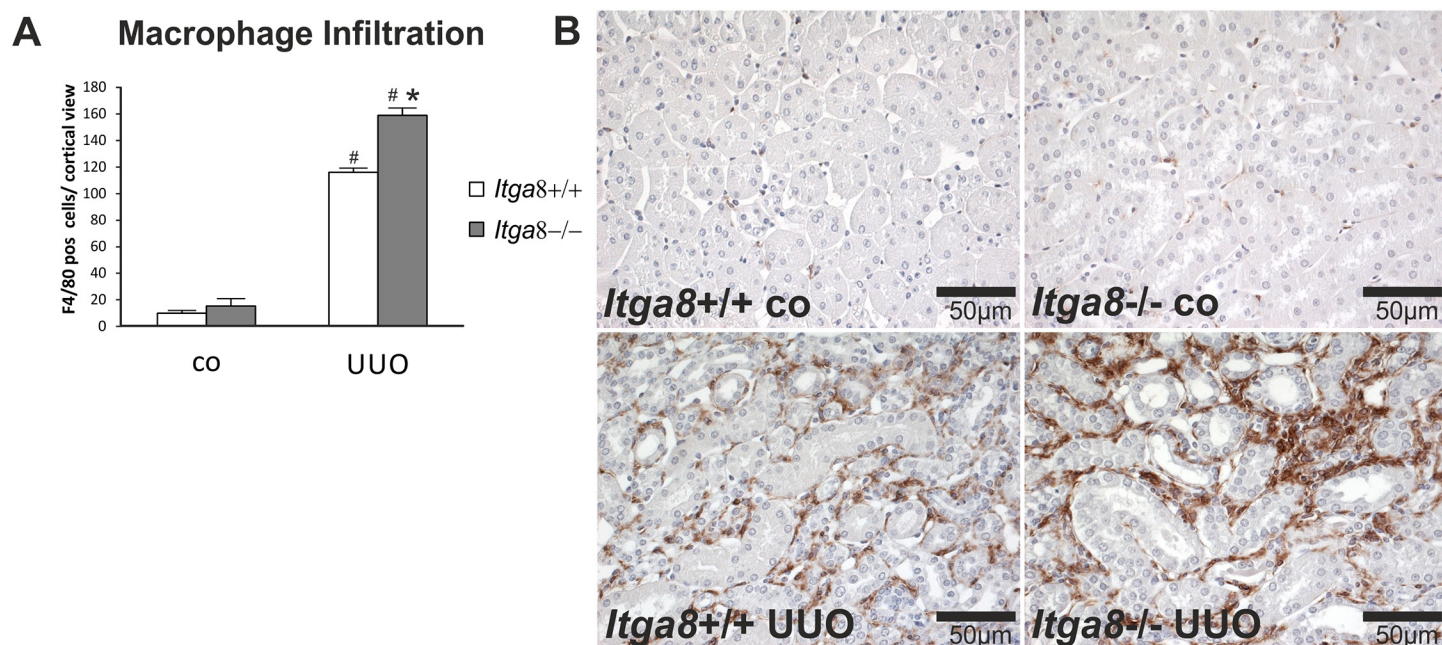 A
Macrophage Infiltration
F4/80 pos cells/ cortical view
180
160
140
120
100
80
60
40
20
0
#
# *
co
UUO
Itga8+/+
Itga8−/−
B
Itga8+/+ co
50µm
Itga8-/- co
50µm
Itga8+/+ UUO
50µm
Itga8-/- UUO
50µm